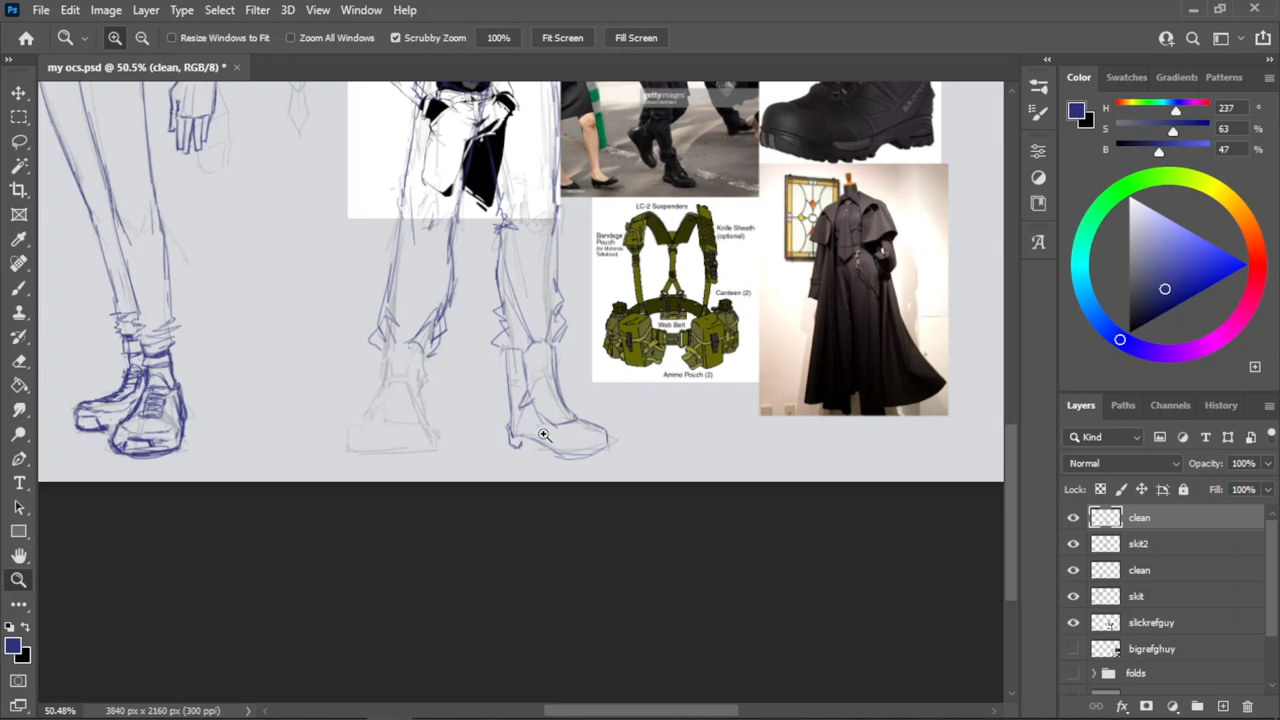 Ps File Edit Image Layer Type Select Filter 3D View Window Help
Resize Windows to Fit Zoom All Windows Scrubby Zoom 100% Fit Screen Fill Screen
my ocs.psd @ 50.5% (clean, RGB/8) *
gettyimages
LC-2 Suspenders
Bandage
Pouch
Knife Sheath
(optional)
Canteen (2)
Web Belt
Ammo Pouch (2)
Color Swatches Gradients Patterns
H 237 °
S 63 %
B 47 %
Layers Paths Channels History
Kind
Normal Opacity: 100%
Lock: Fill: 100%
clean
skit2
clean
skit
slickrefguy
bigrefghuy
folds
50.48% 3840 px x 2160 px (300 ppi)